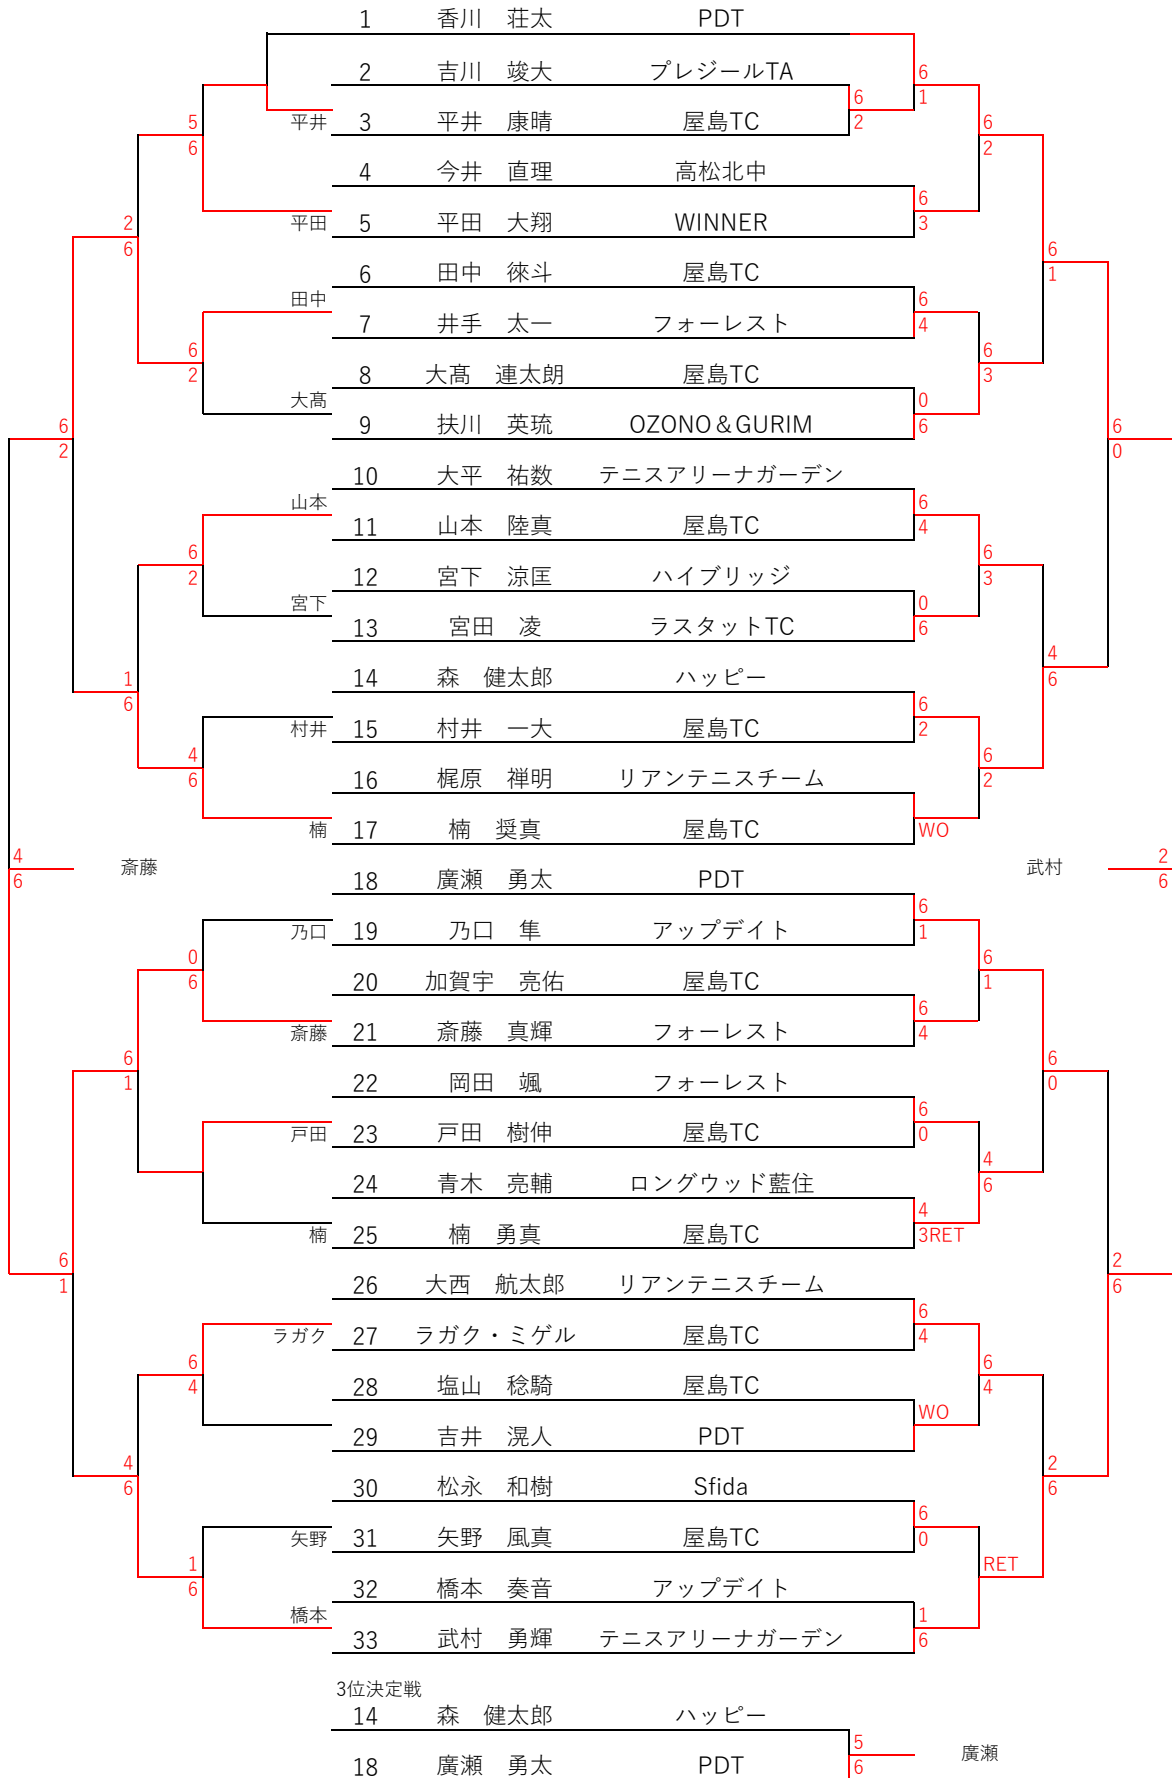 1 香川 荘太 PDT
2 吉川 竣大 プレジールTA 6
6 1
平井 3 平井 康晴 屋島TC 2
5 6
6 2
4 今井 直理 高松北中
6
平田 5 平田 大翔 WINNER 3
2 6
6 1
6 田中 徠斗 屋島TC
田中 6
7 井手 太一 フォーレスト 4
6 6
2 3
8 大髙 連太朗 屋島TC
大髙 0
9 扶川 英琉 OZONO&GURIM 6
6 6
2 0
10 大平 祐数 テニスアリーナガーデン
山本 6
11 山本 陸真 屋島TC 4
6 6
2 3
12 宮下 涼匡 ハイブリッジ
宮下 0
13 宮田 凌 ラスタットTC 6
1 4
6 6
14 森 健太郎 ハッピー
6
村井 15 村井 一大 屋島TC 2
4 6
6 2
16 梶原 禅明 リアンテニスチーム
楠 17 楠 奨真 屋島TC WO
4 斎藤 武村 2
6 6
18 廣瀬 勇太 PDT
6
乃口 19 乃口 隼 アップデイト 1
0 6
6 1
20 加賀宇 亮佑 屋島TC
6
斎藤 21 斎藤 真輝 フォーレスト 4
6 6
1 0
22 岡田 颯 フォーレスト
6
戸田 23 戸田 樹伸 屋島TC 0
4
6
24 青木 亮輔 ロングウッド藍住
4
楠 25 楠 勇真 屋島TC 3RET
6 2
1 6
26 大西 航太郎 リアンテニスチーム
6
ラガク 27 ラガク・ミゲル 屋島TC 4
6 6
4 4
28 塩山 稔騎 屋島TC
WO
29 吉井 滉人 PDT
4 2
6 6
30 松永 和樹 Sfida
6
矢野 31 矢野 風真 屋島TC 0
1 RET
6
32 橋本 奏音 アップデイト
橋本 1
33 武村 勇輝 テニスアリーナガーデン 6
3位決定戦
14 森 健太郎 ハッピー
5 廣瀬
18 廣瀬 勇太 PDT 6